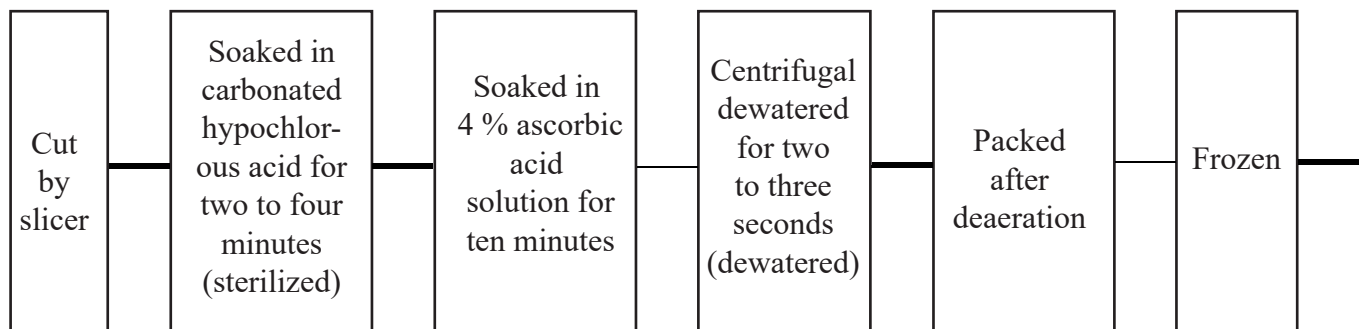 Cut
by
slicer
Soaked in
carbonated
hypochlor-
ous acid for
two to four
minutes
(sterilized)
Soaked in
4 % ascorbic
acid
solution for
ten minutes
Centrifugal
dewatered
for two
to three
seconds
(dewatered)
Packed
after
deaeration
Frozen